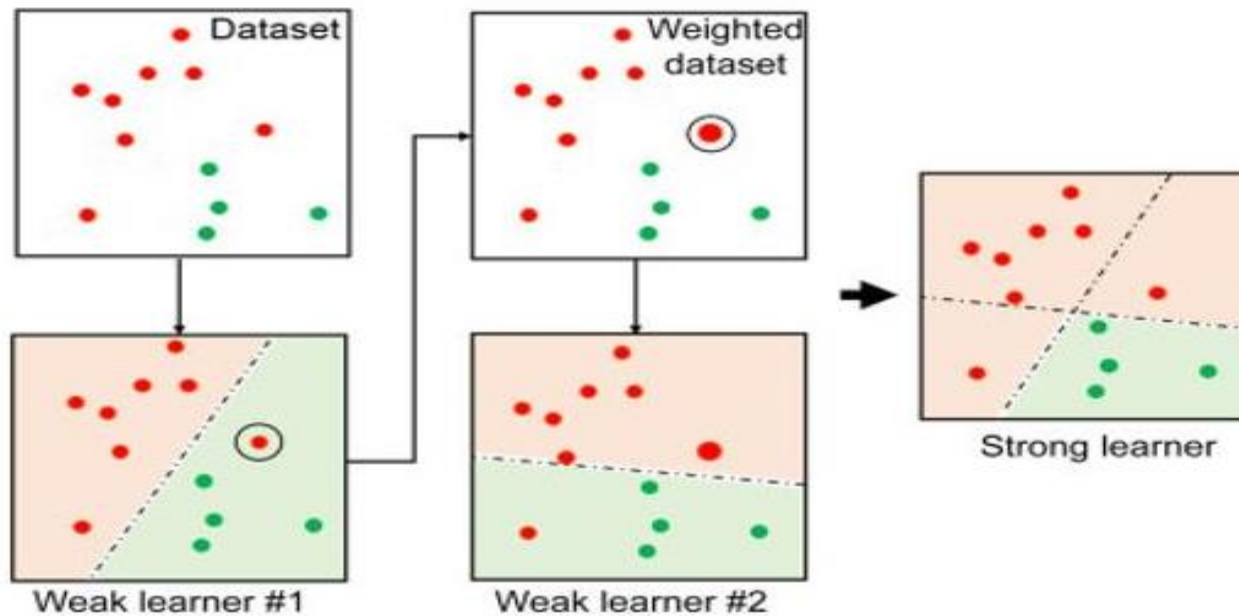 Dataset
Weighted
dataset
Weak learner #1
Weak learner #2
Strong learner